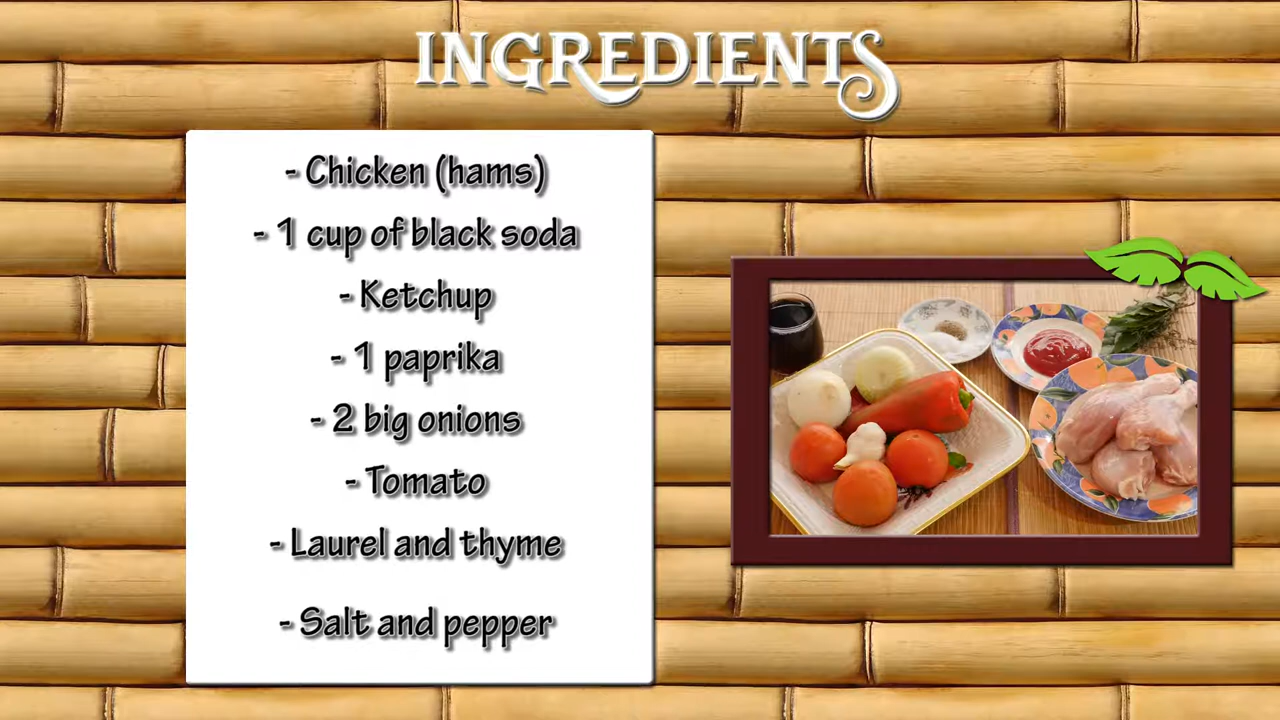 INGREDIENTS
- Chicken (hams)
- 1 cup of black soda
- Ketchup
- 1 paprika
- 2 big onions
- Tomato
- Laurel and thyme
- Salt and pepper